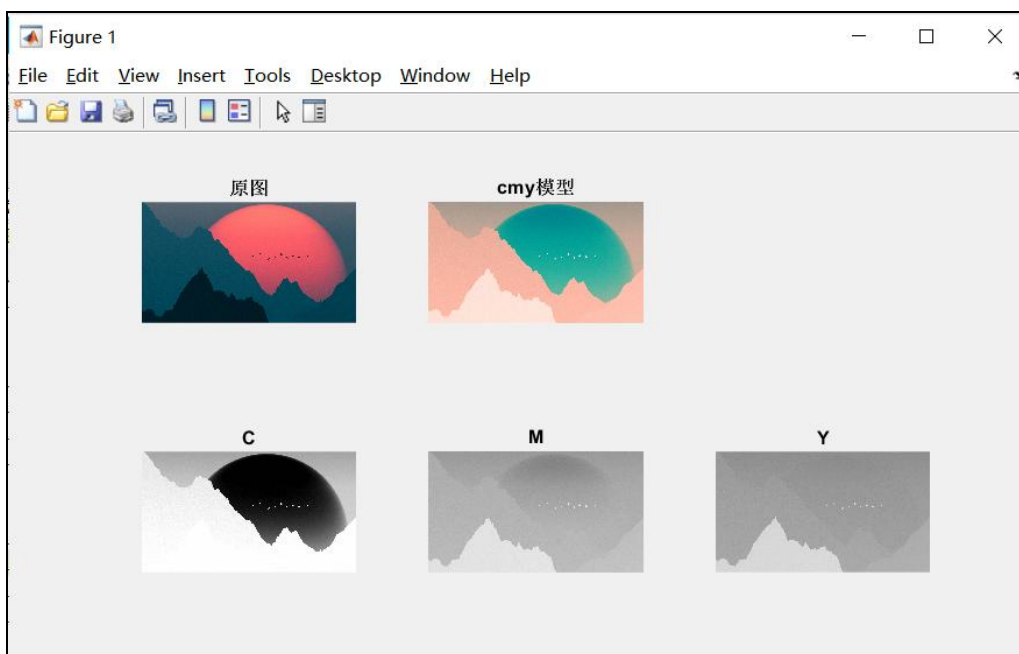 Figure 1
File Edit View Insert Tools Desktop Window Help
原图 cmy模型
C M Y